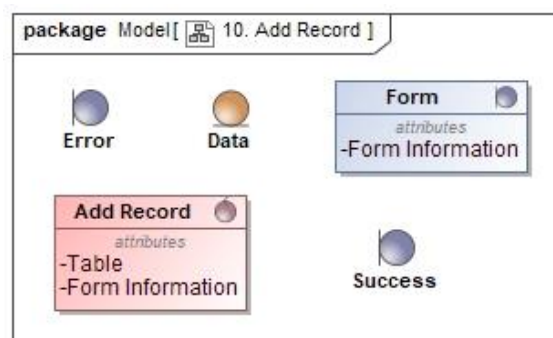 package Model[ 10. Add Record ]
Error
Data
Form
attributes
-Form Information
Add Record
attributes
-Table
-Form Information
Success